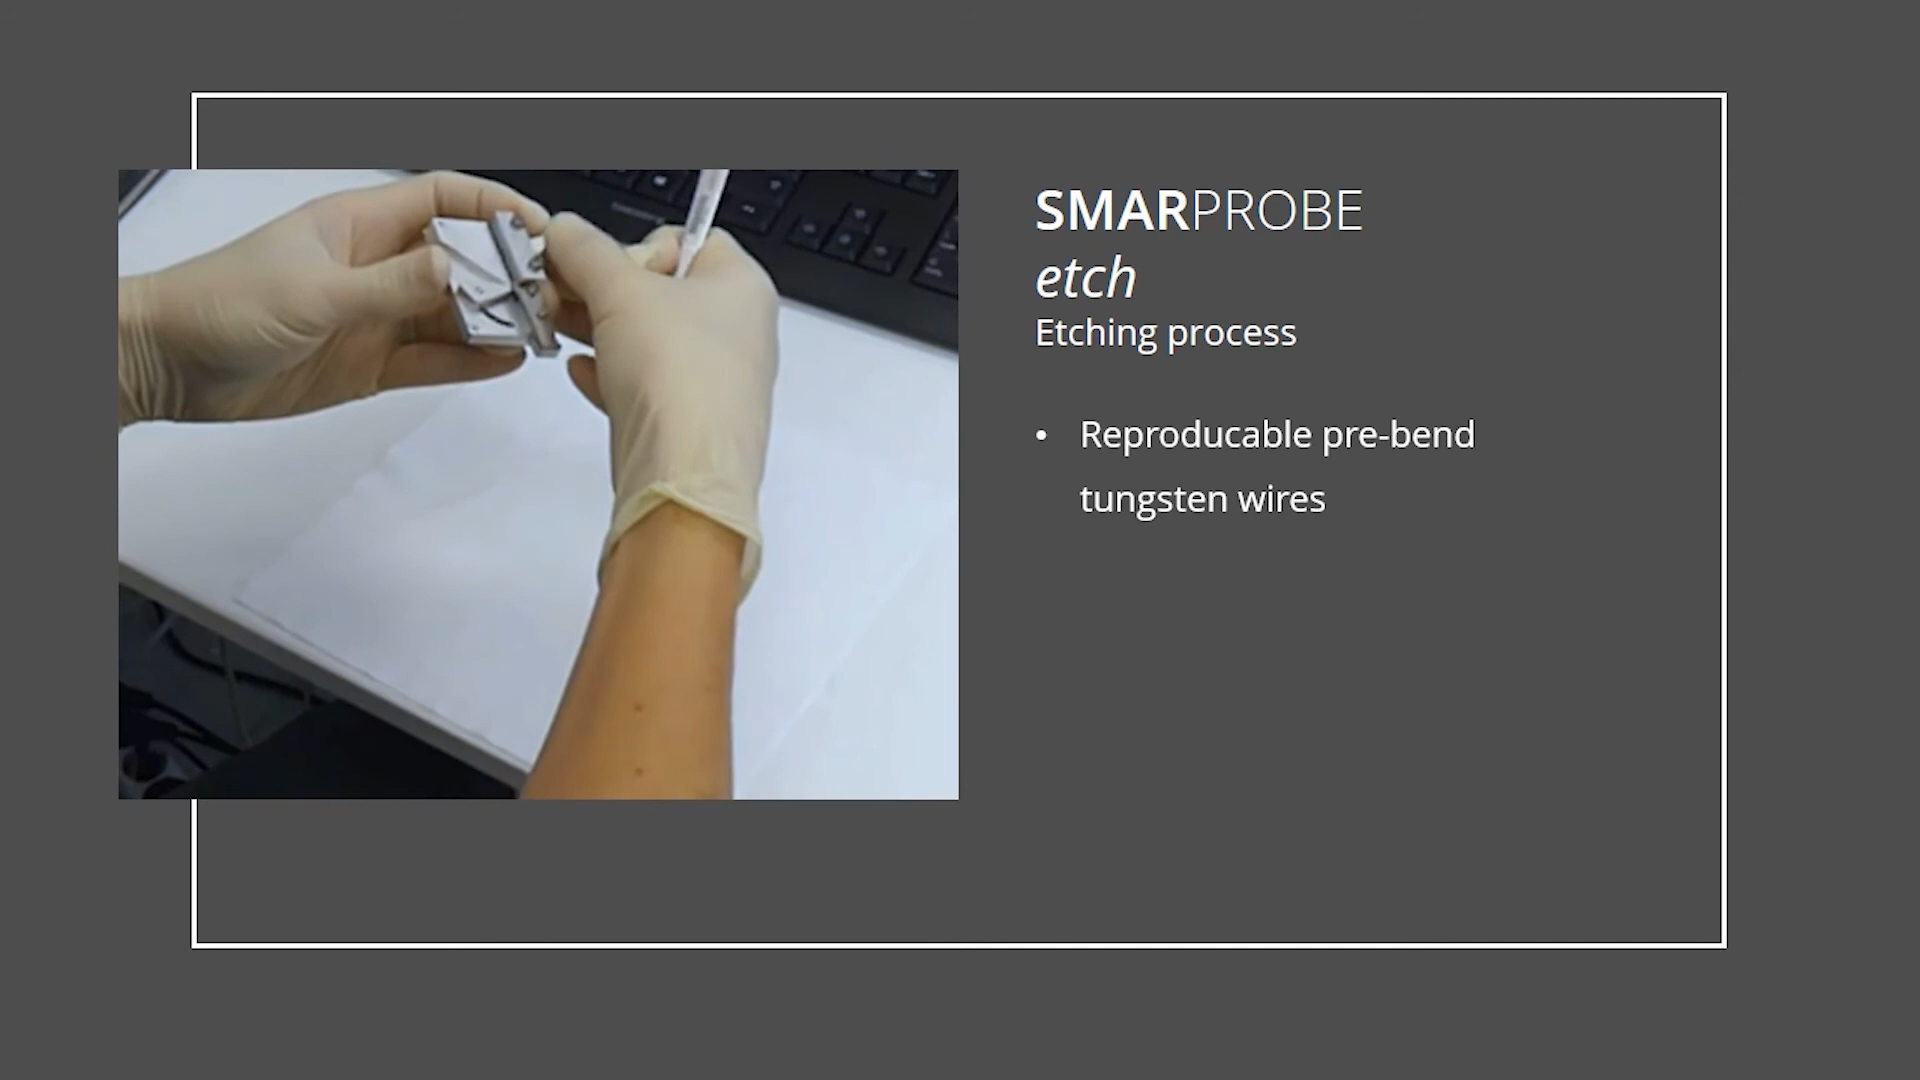 SMARPROBE
etch
Etching process
• Reproducable pre-bend
tungsten wires